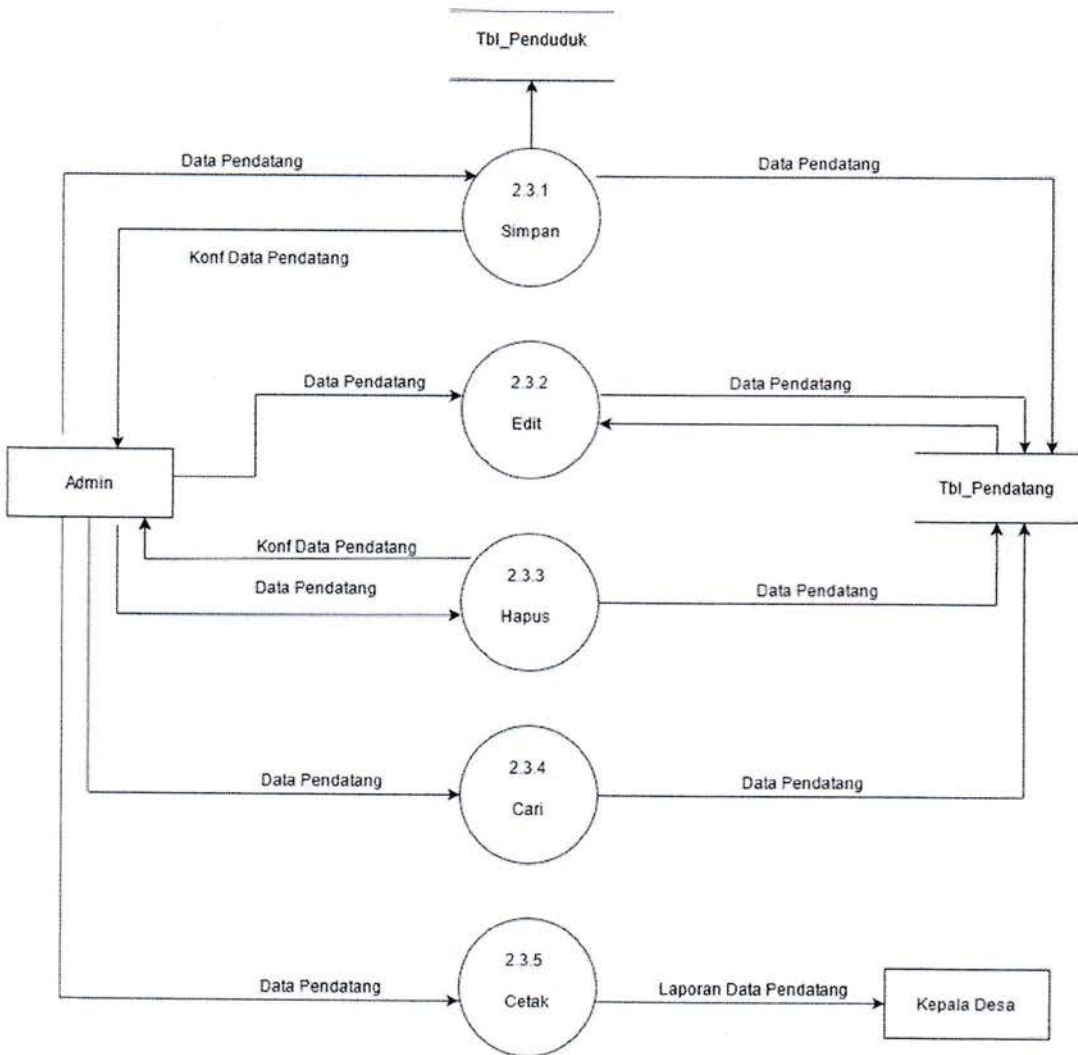 Tbl_Penduduk
Data Pendatang
Data Pendatang
2.3.1
Simpan
Konf Data Pendatang
Data Pendatang
2.3.2
Edit
Data Pendatang
Admin
Tbl_Pendatang
Konf Data Pendatang
Data Pendatang
2.3.3
Hapus
Data Pendatang
Data Pendatang
2.3.4
Cari
Data Pendatang
Data Pendatang
2.3.5
Cetak
Laporan Data Pendatang
Kepala Desa